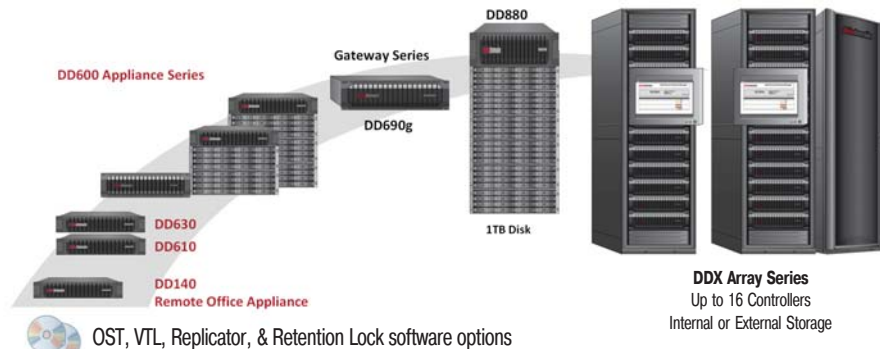 DD880
Gateway Series
DD600 Appliance Series
DD690g
DD630
DD610
1TB Disk
DD140
Remote Office Appliance
DDX Array Series
Up to 16 Controllers
Internal or External Storage
OST, VTL, Replicator, & Retention Lock software options